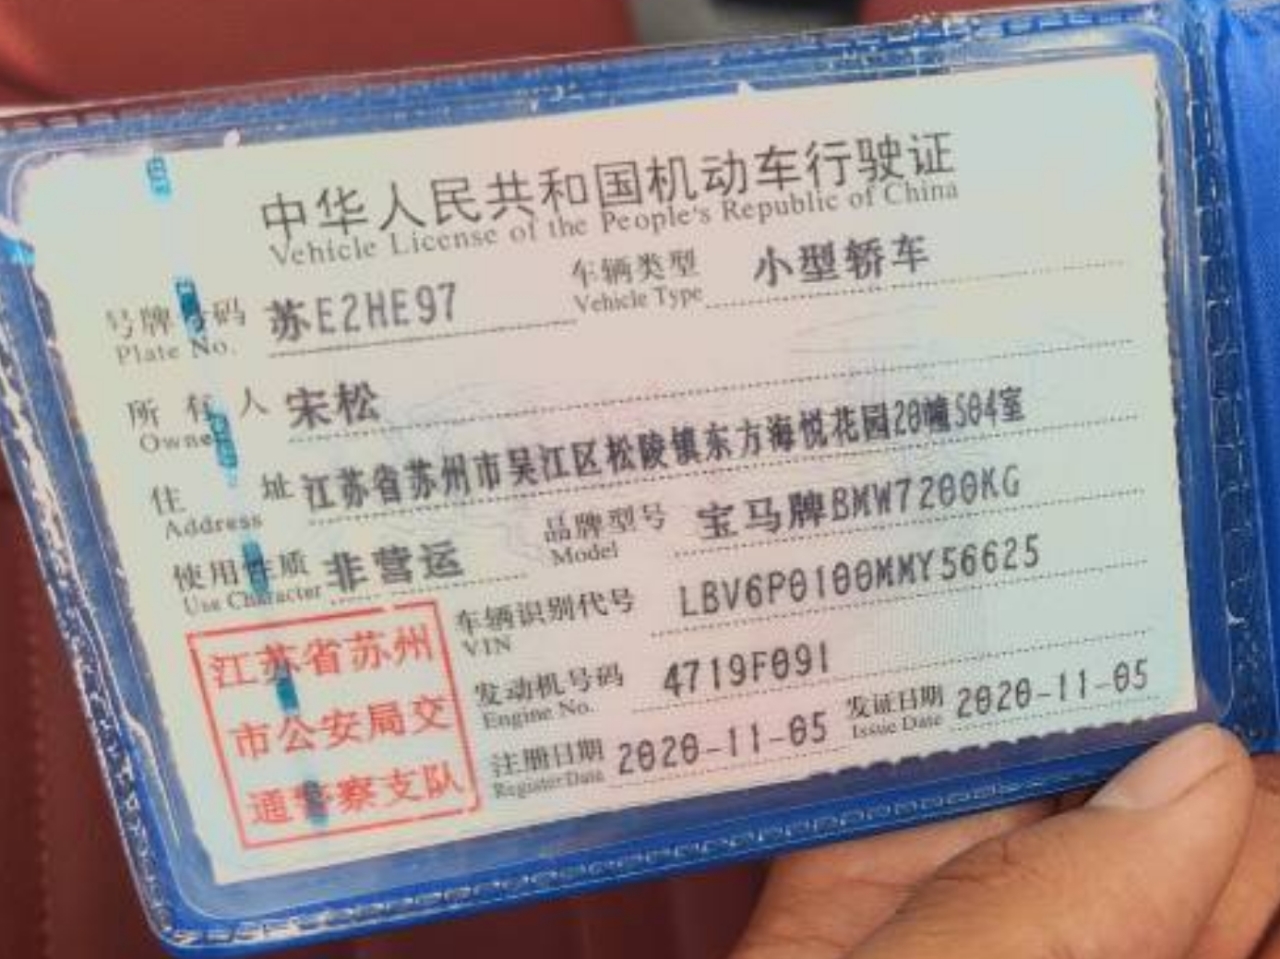 中华人民共和国机动车行驶证
Vehicle License of the People's Republic of China
号牌号码 苏E2HE97 车辆类型 小型轿车
Plate No. Vehicle Type
所有人 宋松
Owner
住址 江苏省苏州市吴江区松陵镇东方海悦花园20幢504室
Address
使用性质 非营运 品牌型号 宝马牌BMW7200KG
Use Character Model
车辆识别代号 LBV6P0100MMY56625
VIN
发动机号码 4719F091
Engine No.
注册日期 2020-11-05 发证日期 2020-11-05
Register Data Issue Date
江苏省苏州
市公安局交
通警察支队